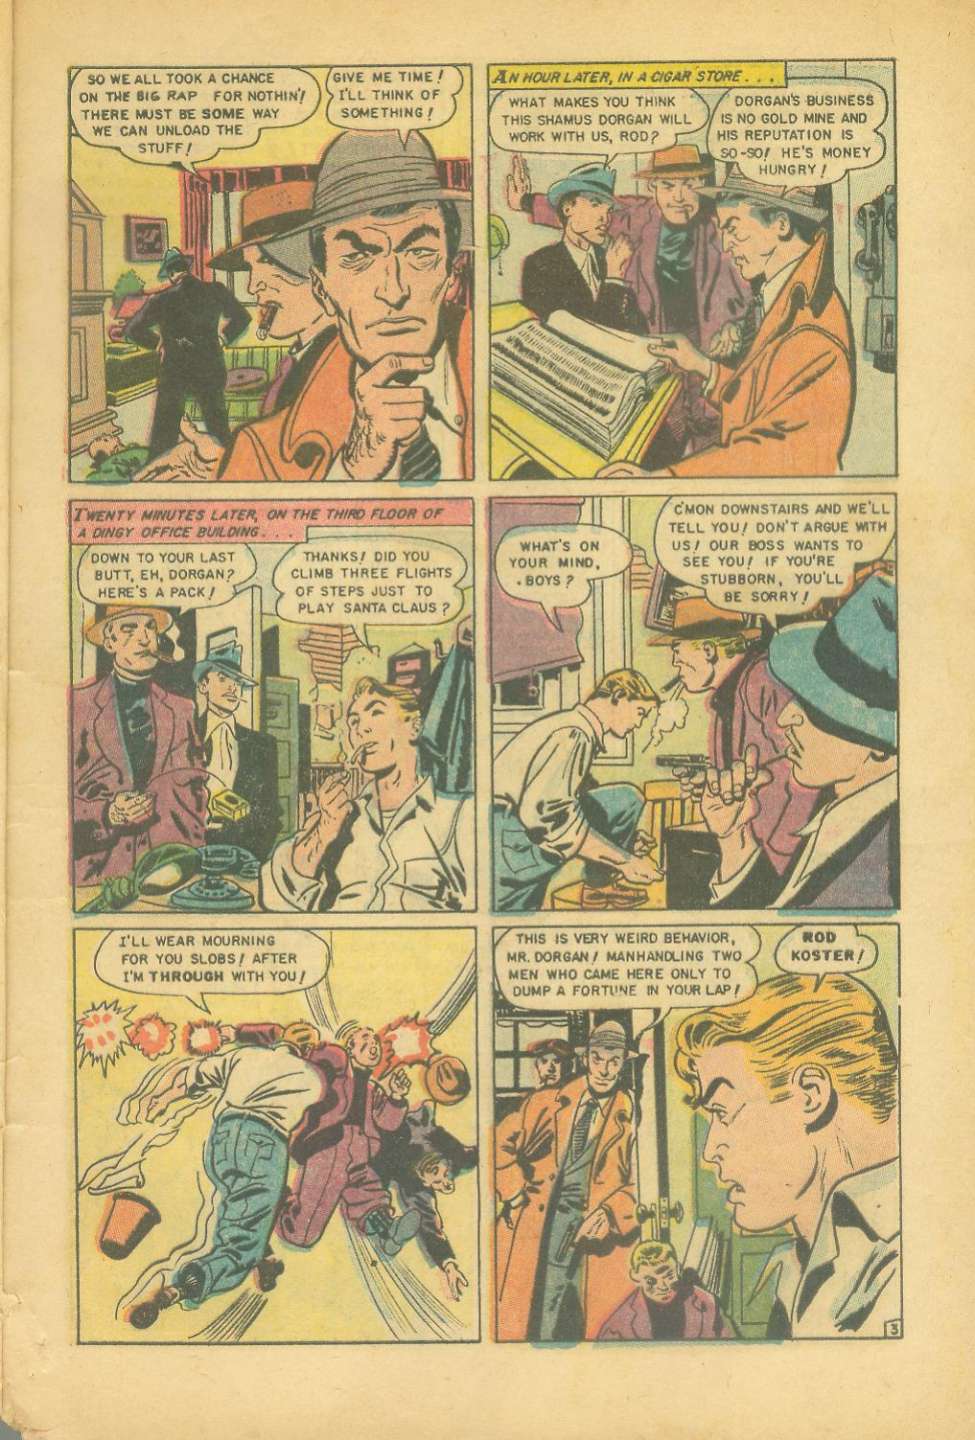 SO WE ALL TOOK A CHANCE
ON THE BIG RAP FOR NOTHIN'!
THERE MUST BE SOME WAY
WE CAN UNLOAD THE
STUFF!
GIVE ME TIME!
I'LL THINK OF
SOMETHING!
AN HOUR LATER, IN A CIGAR STORE...
WHAT MAKES YOU THINK
THIS SHAMUS DORGAN WILL
WORK WITH US, ROD?
DORGAN'S BUSINESS
IS NO GOLD MINE AND
HIS REPUTATION IS
SO-SO! HE'S MONEY
HUNGRY!
TWENTY MINUTES LATER, ON THE THIRD FLOOR OF
A DINGY OFFICE BUILDING...
DOWN TO YOUR LAST
BUTT, EH, DORGAN?
HERE'S A PACK!
THANKS! DID YOU
CLIMB THREE FLIGHTS
OF STEPS JUST TO
PLAY SANTA CLAUS?
WHAT'S ON
YOUR MIND,
BOYS?
C'MON DOWNSTAIRS AND WE'LL
TELL YOU! DON'T ARGUE WITH
US! OUR BOSS WANTS TO
SEE YOU! IF YOU'RE
STUBBORN, YOU'LL
BE SORRY!
I'LL WEAR MOURNING
FOR YOU SLOBS! AFTER
I'M THROUGH WITH YOU!
THIS IS VERY WEIRD BEHAVIOR,
MR. DORGAN! MANHANDLING TWO
MEN WHO CAME HERE ONLY TO
DUMP A FORTUNE IN YOUR LAP!
ROD
KOSTER!
3